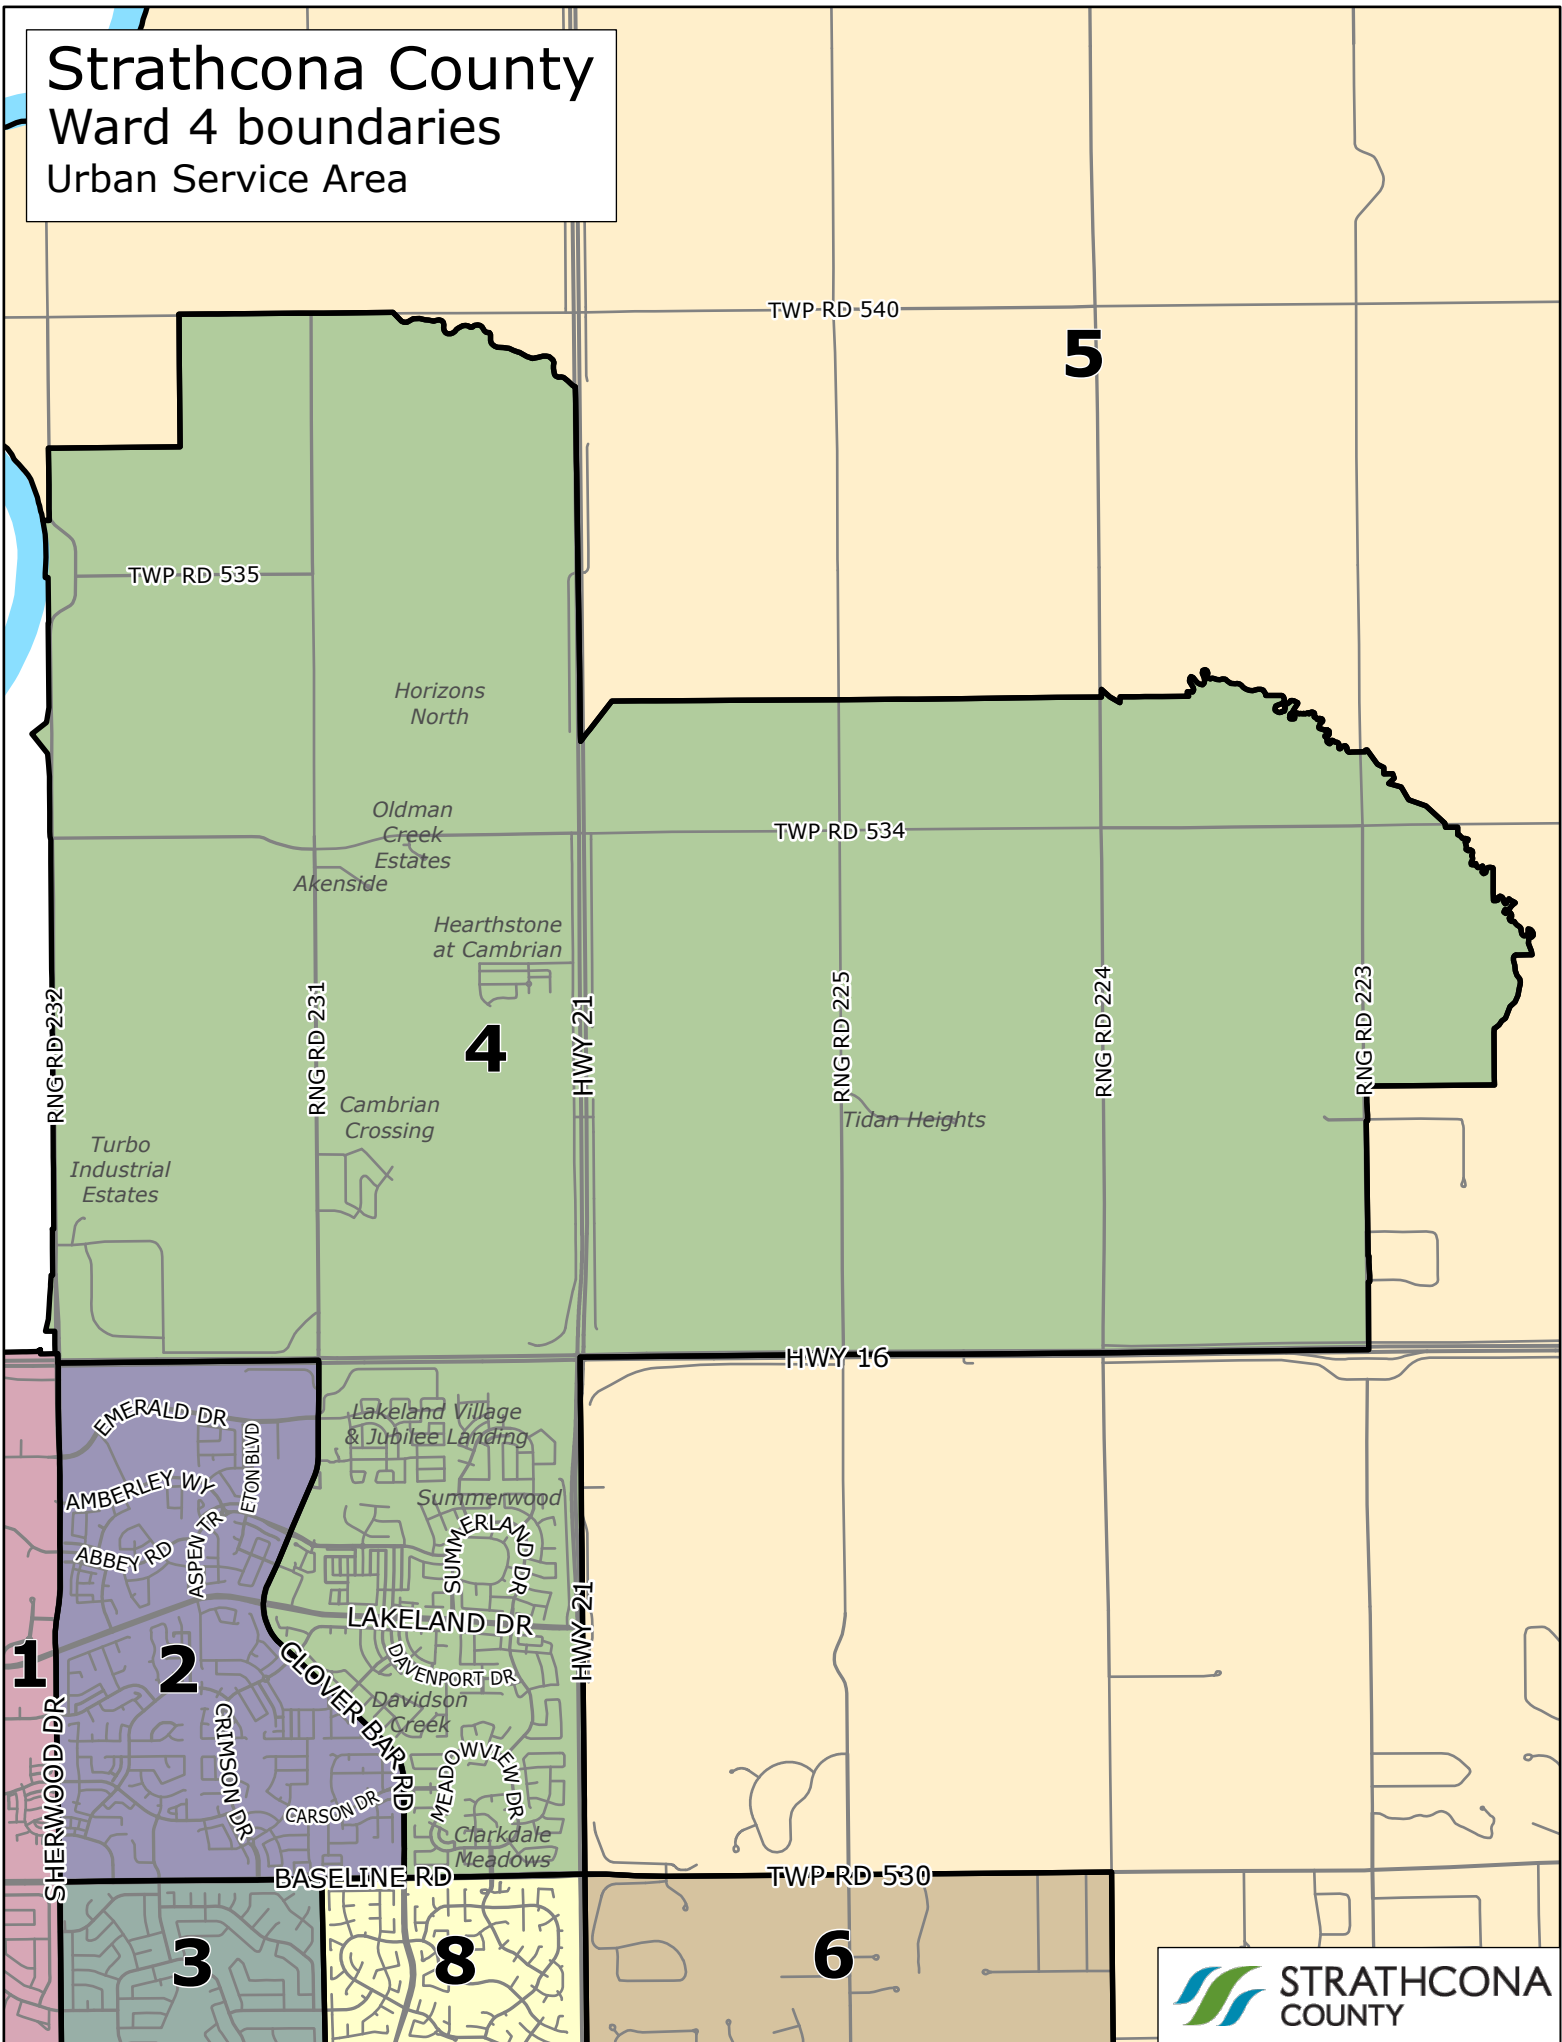 Strathcona County
Ward 4 boundaries
Urban Service Area
TWP RD 540
5
TWP RD 535
Horizons
North
Oldman
Creek
Estates
TWP RD 534
Akenside
Hearthstone
at Cambrian
RNG RD 232
RNG RD 231
4
HWY 21
RNG RD 225
RNG RD 224
RNG RD 223
Cambrian
Crossing
Tidan Heights
Turbo
Industrial
Estates
HWY 16
EMERALD DR
ETON BLVD
Lakeland Village
& Jubilee Landing
AMBERLEY WY
Summerwood
ASPEN TR
ABBEY RD
SUMMERLAND DR
LAKELAND DR
HWY 21
1
2
CLOVER BAR RD
DAVENPORT DR
Davidson
Creek
SHERWOOD DR
CRIMSON DR
MEADOWVIEW DR
CARSON DR
Clarkdale
Meadows
BASELINE RD
TWP RD 530
3
8
6
STRATHCONA
COUNTY